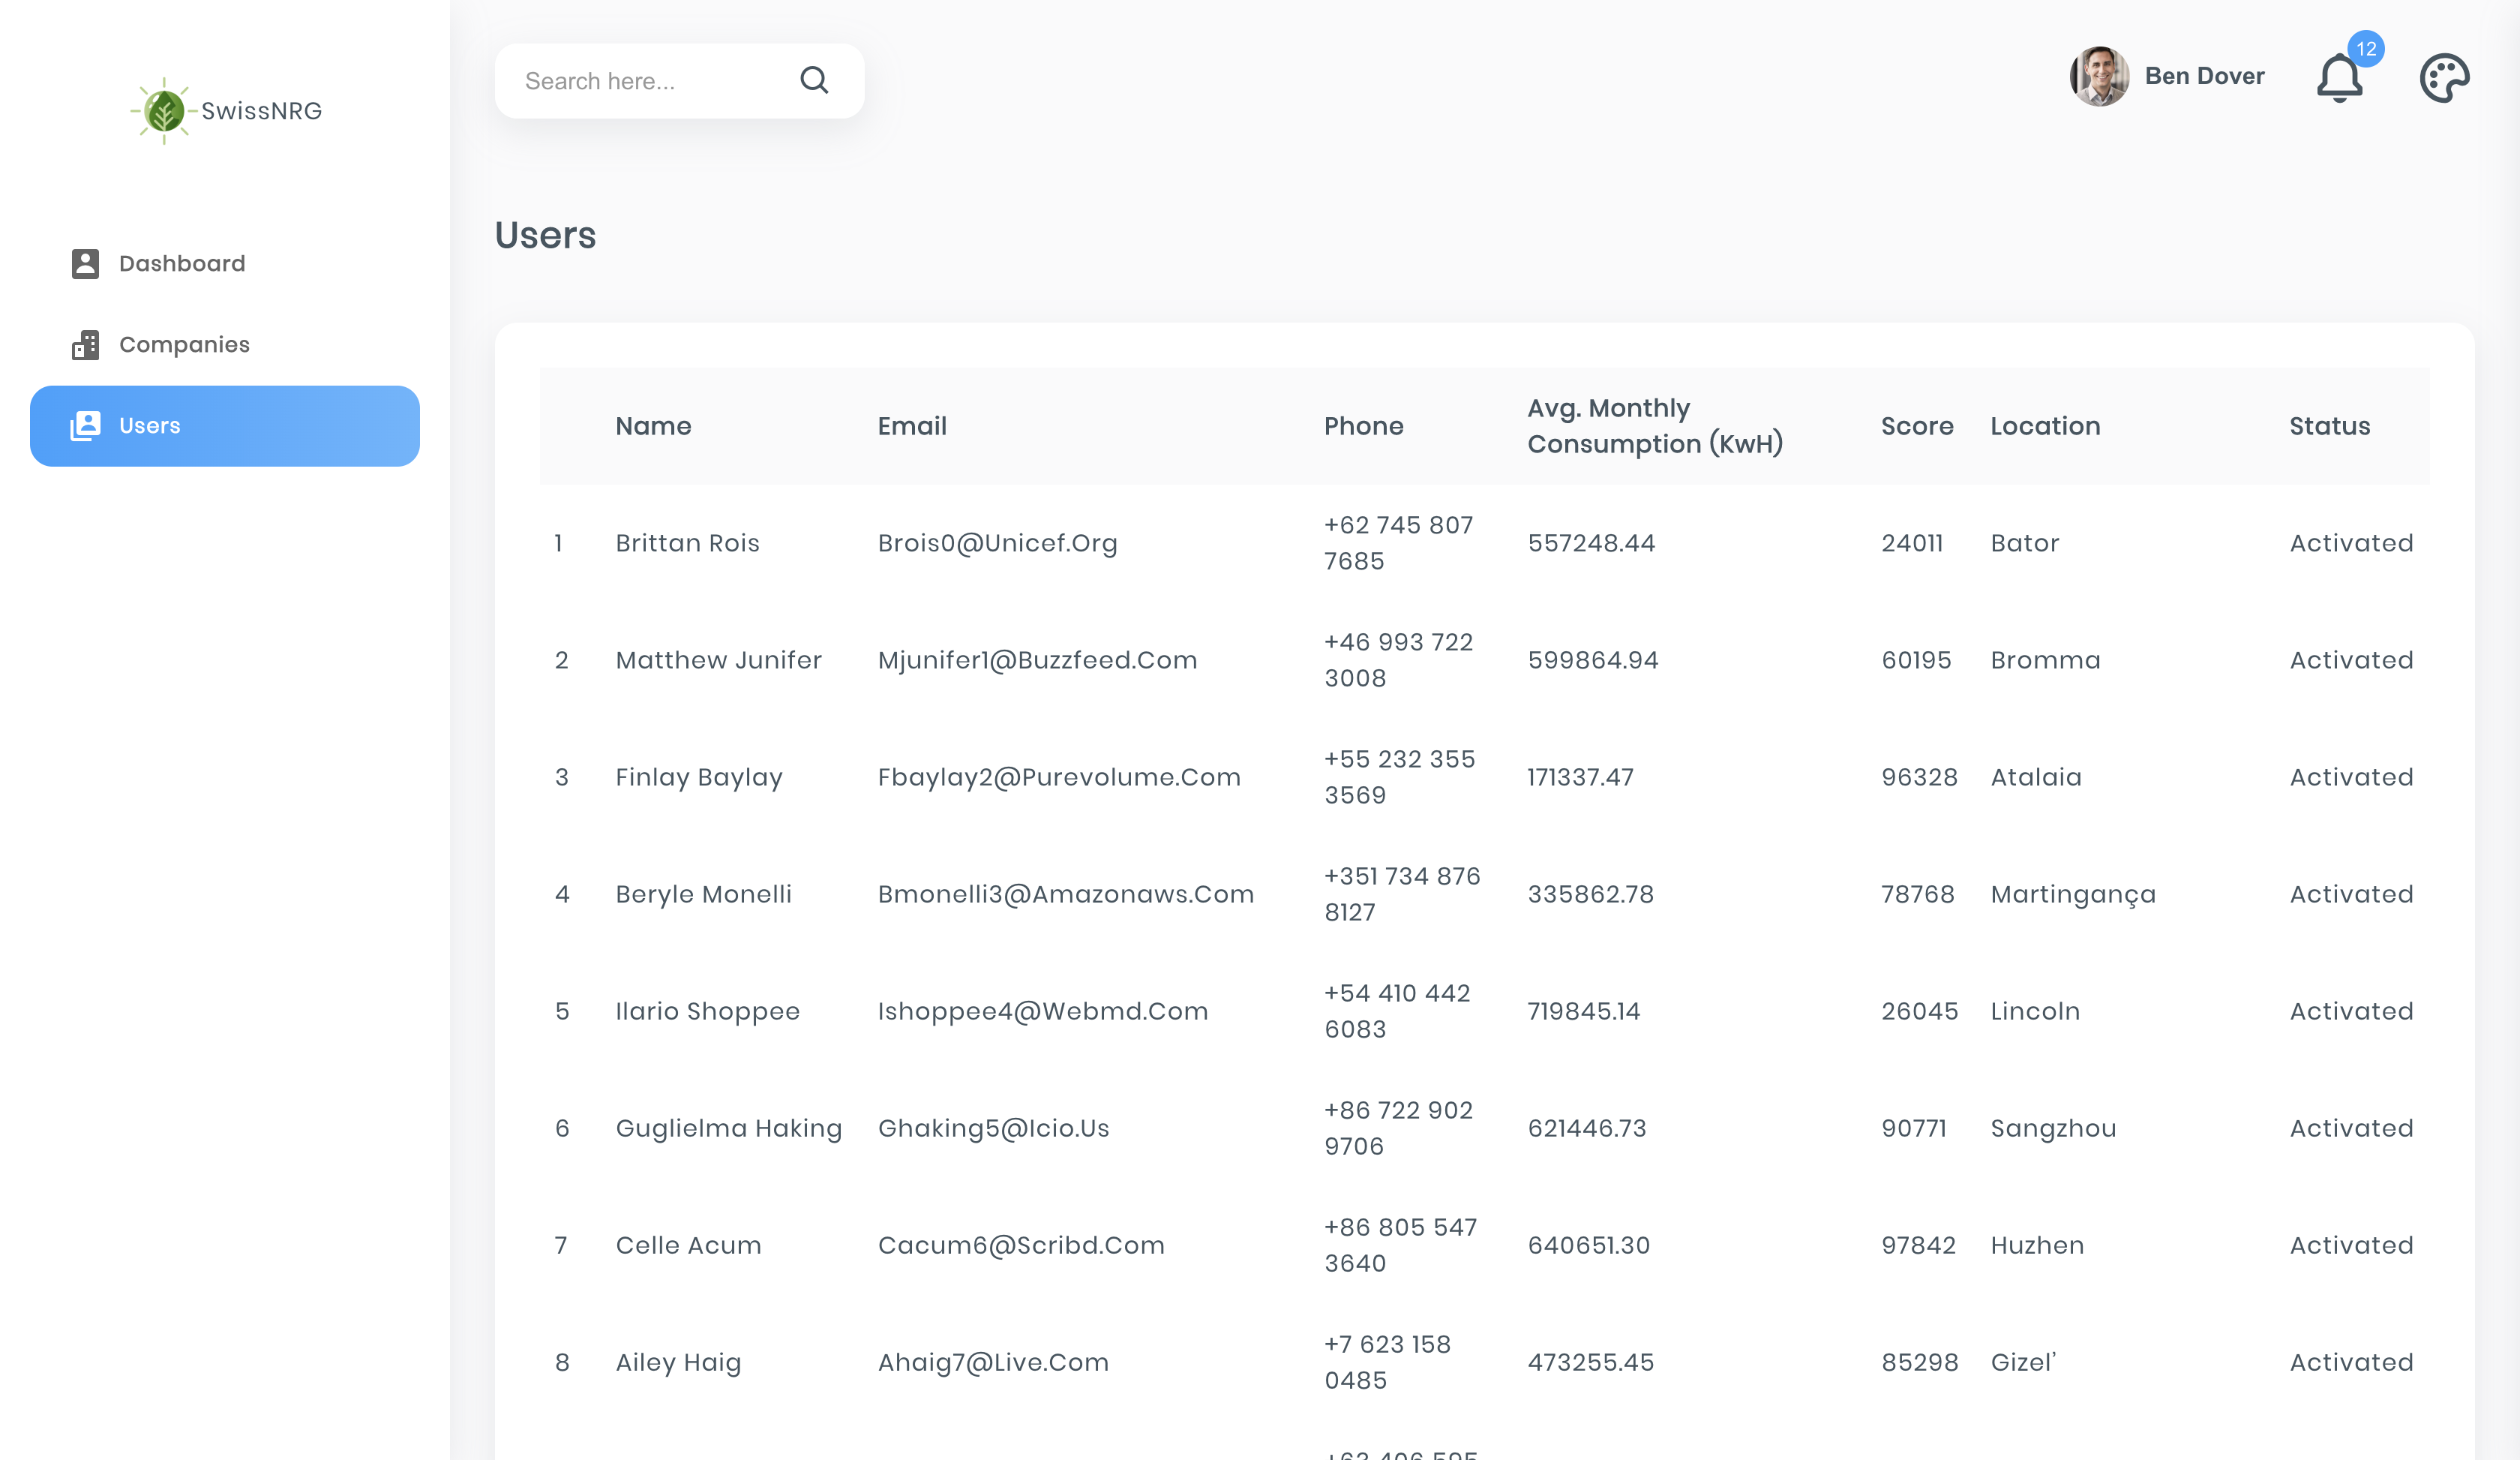 SwissNRG
Dashboard
Companies
Users
Search here...
Ben Dover
12
Users
Name Email Phone Avg. Monthly Consumption (KwH) Score Location Status
1 Brittan Rois Brois0@Unicef.Org +62 745 807 7685 557248.44 24011 Bator Activated
2 Matthew Junifer Mjunifer1@Buzzfeed.Com +46 993 722 3008 599864.94 60195 Bromma Activated
3 Finlay Baylay Fbaylay2@Purevolume.Com +55 232 355 3569 171337.47 96328 Atalaia Activated
4 Beryle Monelli Bmonelli3@Amazonaws.Com +351 734 876 8127 335862.78 78768 Martingança Activated
5 Ilario Shoppee Ishoppee4@Webmd.Com +54 410 442 6083 719845.14 26045 Lincoln Activated
6 Guglielma Haking Ghaking5@Icio.Us +86 722 902 9706 621446.73 90771 Sangzhou Activated
7 Celle Acum Cacum6@Scribd.Com +86 805 547 3640 640651.30 97842 Huzhen Activated
8 Ailey Haig Ahaig7@Live.Com +7 623 158 0485 473255.45 85298 Gizel’ Activated